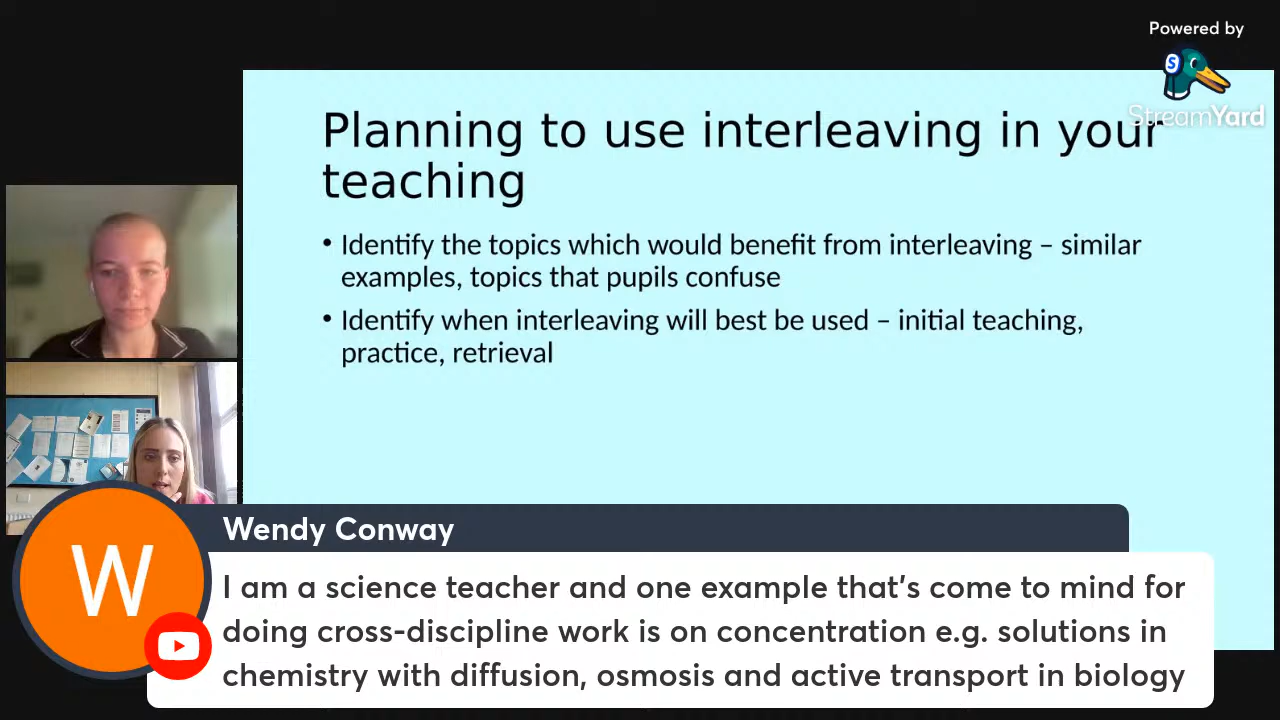 Powered by
S
StreamYard
Planning to use interleaving in your
teaching
• Identify the topics which would benefit from interleaving – similar
examples, topics that pupils confuse
• Identify when interleaving will best be used – initial teaching,
practice, retrieval
W
Wendy Conway
I am a science teacher and one example that's come to mind for
doing cross-discipline work is on concentration e.g. solutions in
chemistry with diffusion, osmosis and active transport in biology